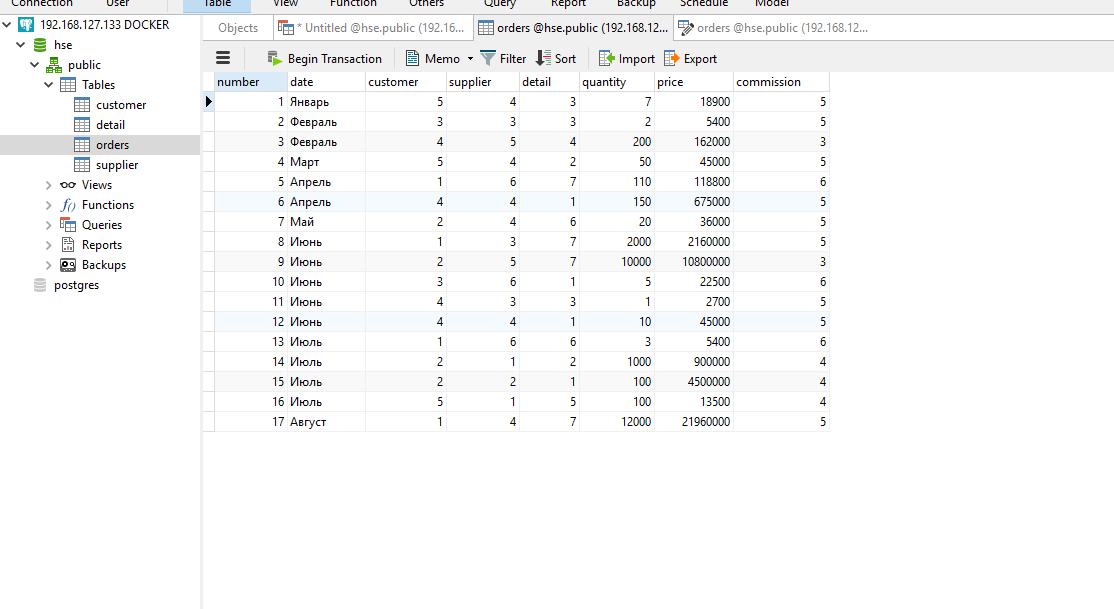 Connection User Table View Function Others Query Report Backup Schedule Model
192.168.127.133 DOCKER
hse
public
Tables
customer
detail
orders
supplier
Views
Functions
Queries
Reports
Backups
postgres
Objects * Untitled @hse.public (192.16... orders @hse.public (192.168.12... orders @hse.public (192.168.12...
Begin Transaction Memo Filter Sort Import Export
number date customer supplier detail quantity price commission
1 Январь 5 4 3 7 18900 5
2 Февраль 3 3 3 2 5400 5
3 Февраль 4 5 4 200 162000 3
4 Март 5 4 2 50 45000 5
5 Апрель 1 6 7 110 118800 6
6 Апрель 4 4 1 150 675000 5
7 Май 2 4 6 20 36000 5
8 Июнь 1 3 7 2000 2160000 5
9 Июнь 2 5 7 10000 10800000 3
10 Июнь 3 6 1 5 22500 6
11 Июнь 4 3 3 1 2700 5
12 Июнь 4 4 1 10 45000 5
13 Июль 1 6 6 3 5400 6
14 Июль 2 1 2 1000 900000 4
15 Июль 2 2 1 100 4500000 4
16 Июль 5 1 5 100 13500 4
17 Август 1 4 7 12000 21960000 5